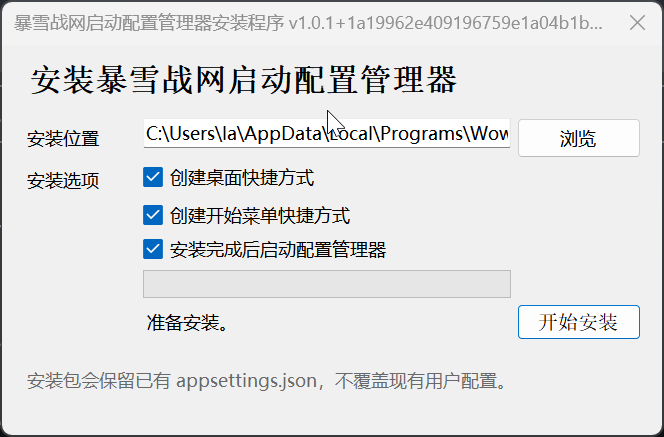 暴雪战网启动配置管理器安装程序 v1.0.1+1a19962e409196759e1a04b1b...
安装暴雪战网启动配置管理器
安装位置 C:\Users\la\AppData\Local\Programs\Wow 浏览
安装选项 创建桌面快捷方式
创建开始菜单快捷方式
安装完成后启动配置管理器
准备安装。 开始安装
安装包会保留已有 appsettings.json，不覆盖现有用户配置。